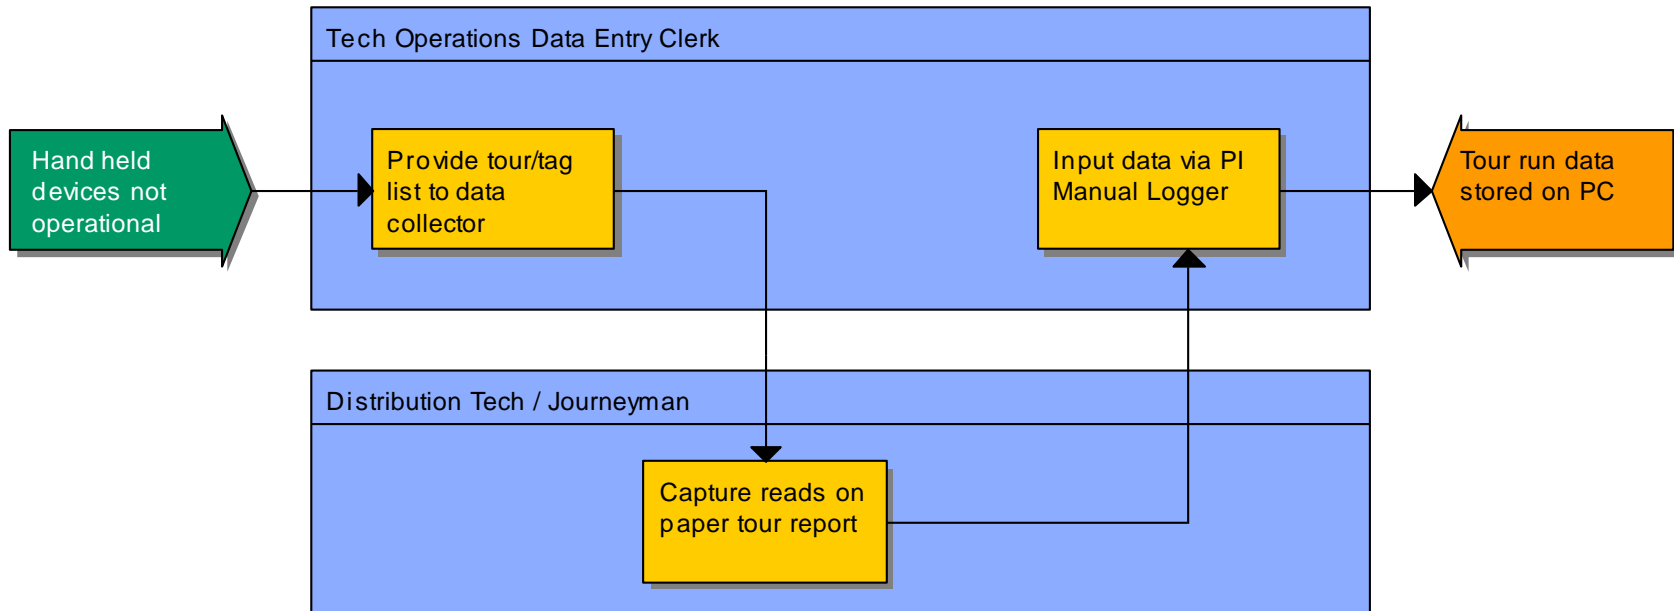 Tech Operations Data Entry Clerk
Hand held
devices not
operational
Provide tour/tag
list to data
collector
Input data via PI
Manual Logger
Tour run data
stored on PC
Distribution Tech / Journeyman
Capture reads on
paper tour report